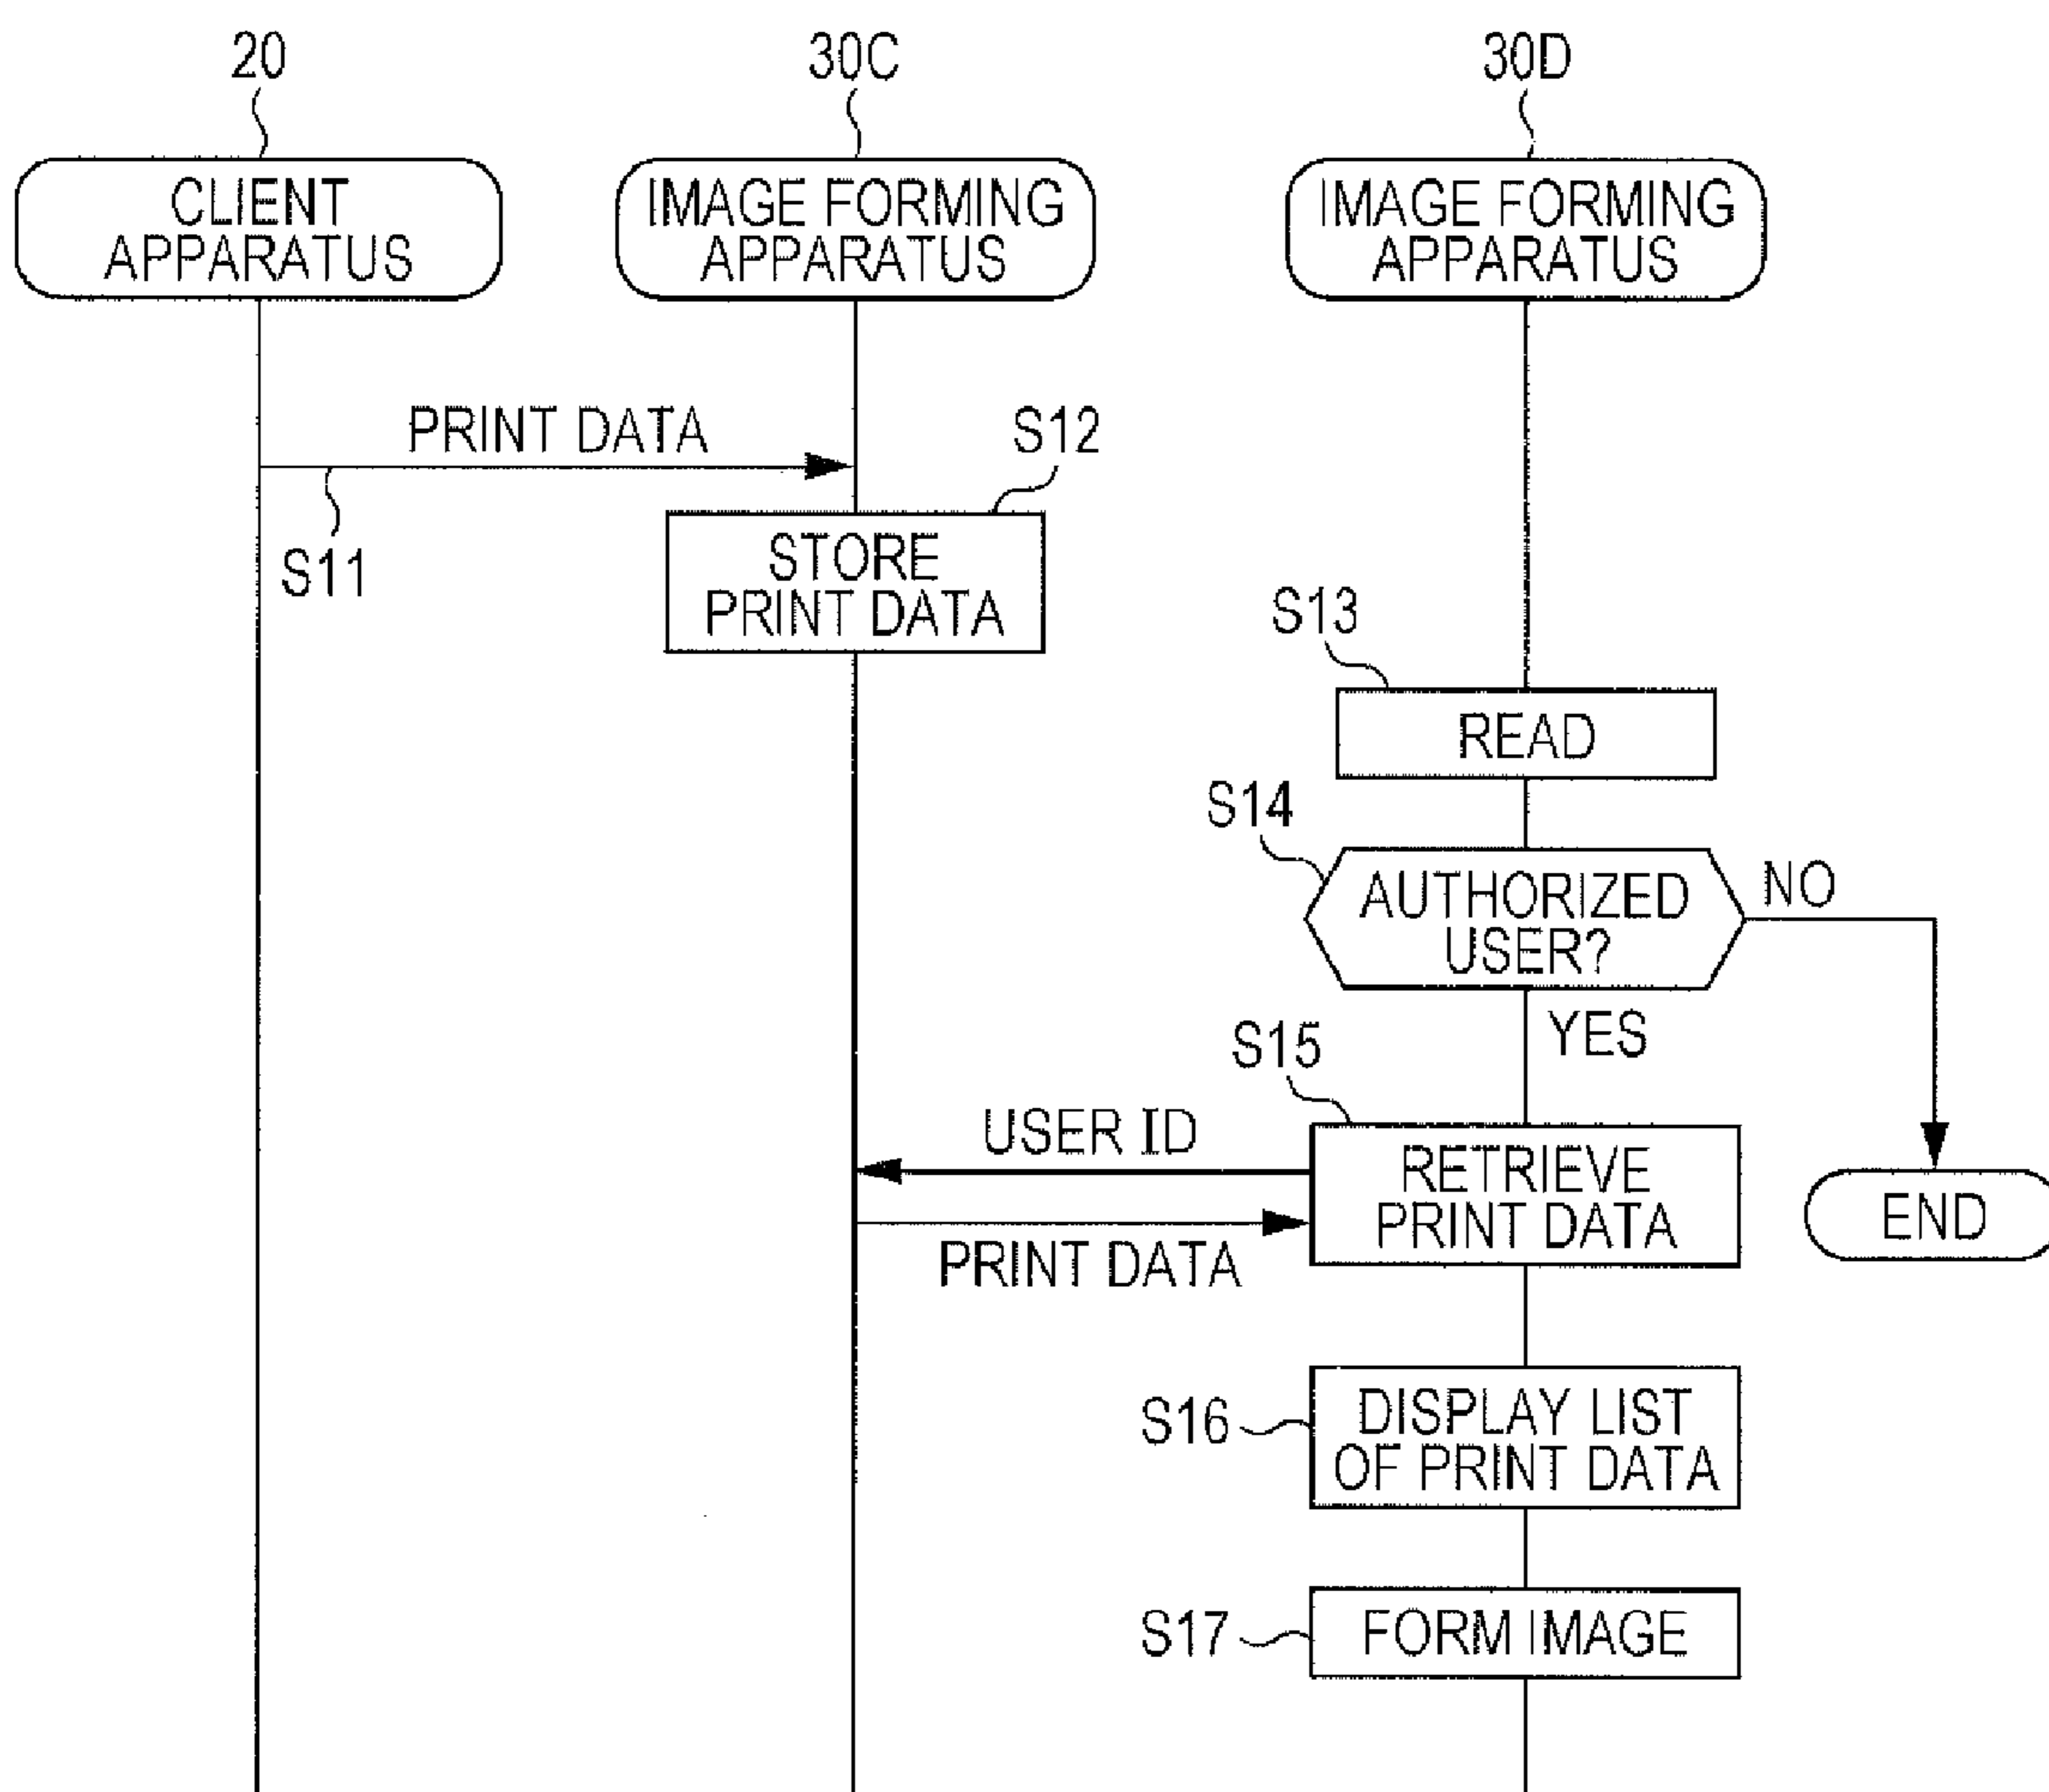 20
30C
30D
CLIENT
APPARATUS
IMAGE FORMING
APPARATUS
IMAGE FORMING
APPARATUS
PRINT DATA
S11
S12
STORE
PRINT DATA
S13
READ
S14
AUTHORIZED
USER?
NO
YES
S15
USER ID
RETRIEVE
PRINT DATA
PRINT DATA
END
S16
DISPLAY LIST
OF PRINT DATA
S17
FORM IMAGE